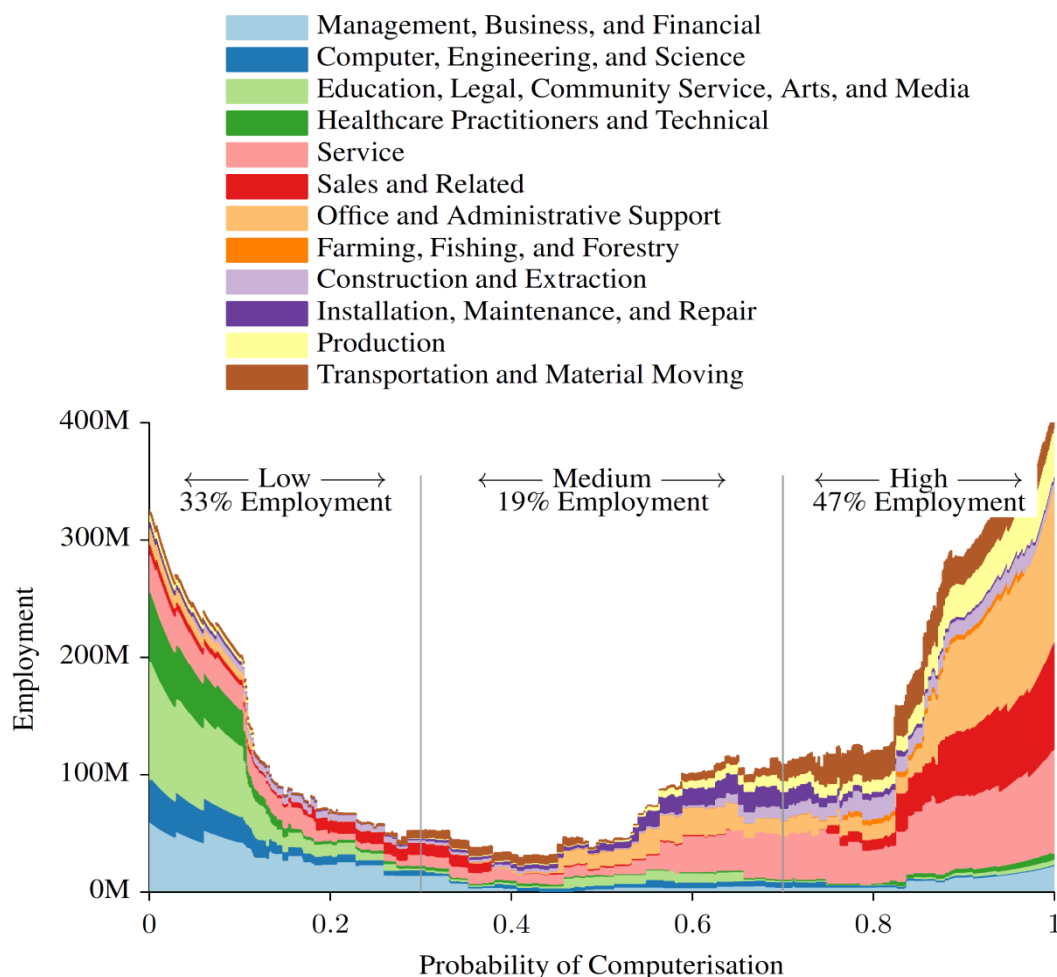 Management, Business, and Financial
Computer, Engineering, and Science
Education, Legal, Community Service, Arts, and Media
Healthcare Practitioners and Technical
Service
Sales and Related
Office and Administrative Support
Farming, Fishing, and Forestry
Construction and Extraction
Installation, Maintenance, and Repair
Production
Transportation and Material Moving
400M
300M
200M
100M
0M
Employment
Low
33% Employment
Medium
19% Employment
High
47% Employment
0
0.2
0.4
0.6
0.8
1
Probability of Computerisation